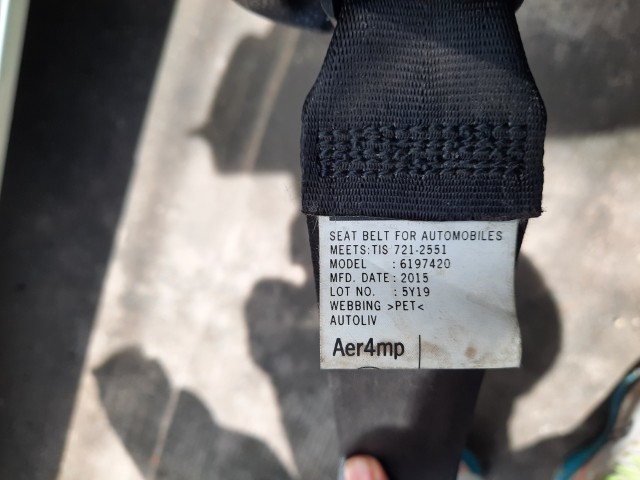 SEAT BELT FOR AUTOMOBILES
MEETS:TIS 721-2551
MODEL : 6197420
MFD. DATE : 2015
LOT NO. : 5Y19
WEBBING >PET<
AUTOLIV
Aer4mp